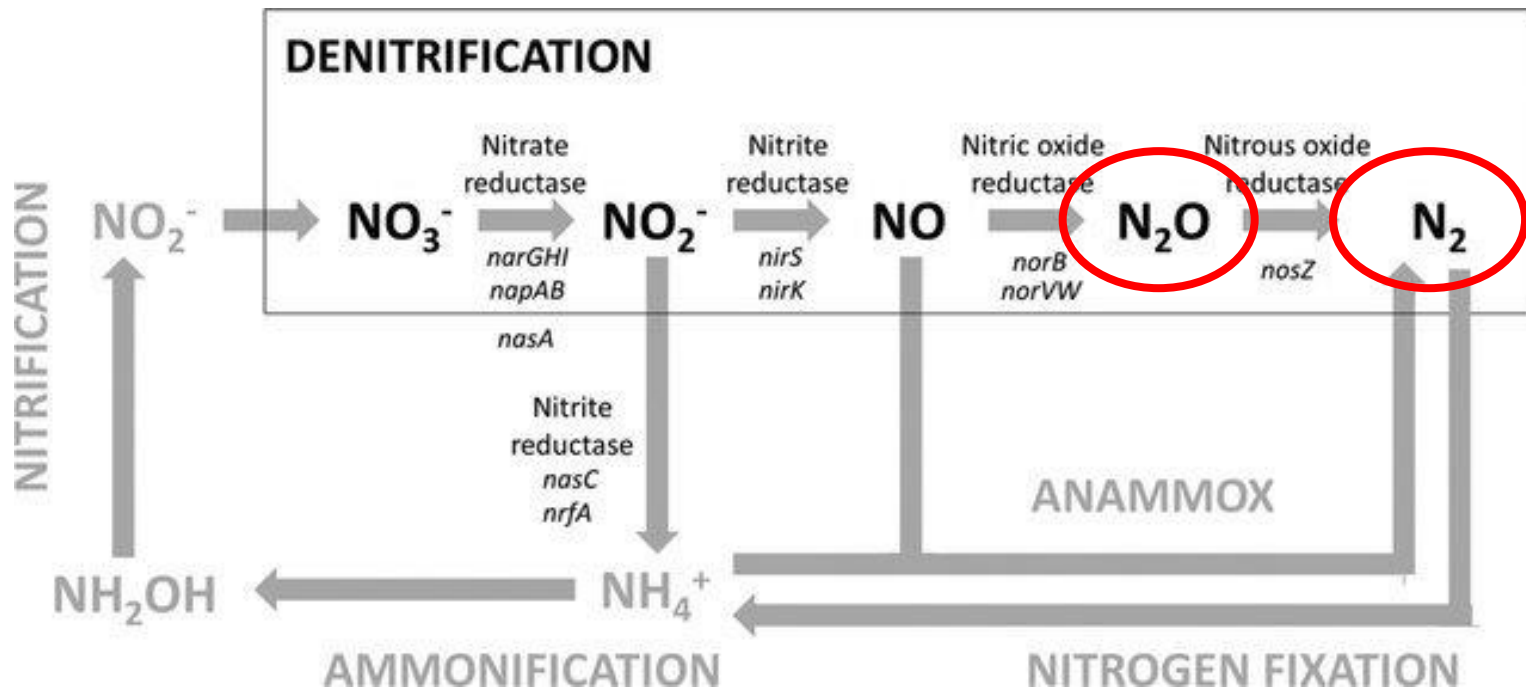 DENITRIFICATION
Nitrate
reductase
Nitrite
reductase
Nitric oxide
reductase
Nitrous oxide
reductase
NO₂⁻
NO₃⁻
NO₂⁻
NO
N₂O
N₂
narGHI
napAB
nasA
nirS
nirK
norB
norVW
nosZ
NITRIFICATION
Nitrite
reductase
nasC
nrfA
ANAMMOX
NH₂OH
NH₄⁺
AMMONIFICATION
NITROGEN FIXATION